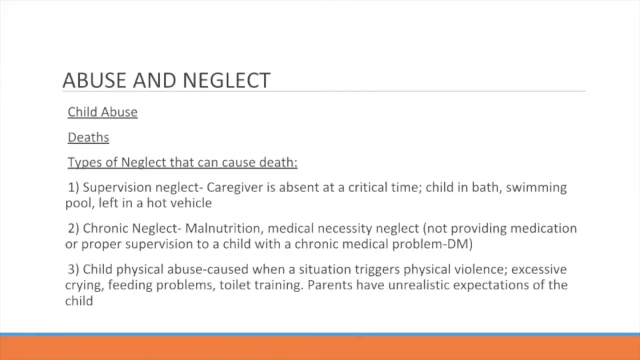 ABUSE AND NEGLECT
Child Abuse
Deaths
Types of Neglect that can cause death:
1) Supervision neglect- Caregiver is absent at a critical time; child in bath, swimming
pool, left in a hot vehicle
2) Chronic Neglect- Malnutrition, medical necessity neglect (not providing medication
or proper supervision to a child with a chronic medical problem-DM)
3) Child physical abuse-caused when a situation triggers physical violence; excessive
crying, feeding problems, toilet training. Parents have unrealistic expectations of the
child